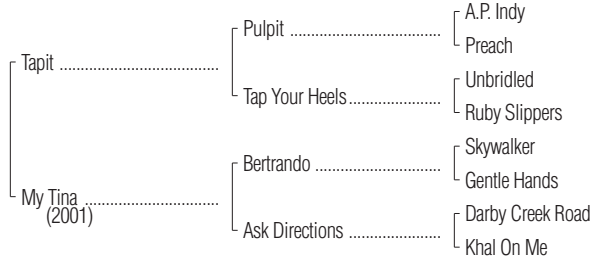 A.P. Indy
Pulpit
Preach
Tapit
Unbridled
Tap Your Heels
Ruby Slippers
Skywalker
Bertrando
Gentle Hands
My Tina
(2001)
Darby Creek Road
Ask Directions
Khal On Me